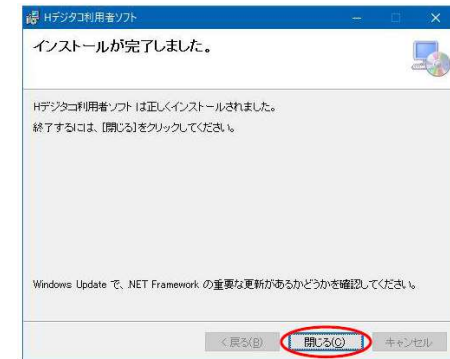 Hデジタコ利用者ソフト
インストールが完了しました。
Hデジタコ利用者ソフト は正しくインストールされました。
終了するには、[閉じる]をクリックしてください。
Windows Update で、.NET Framework の重要な更新があるかどうかを確認してください。
< 戻る(B) 閉じる(C) キャンセル